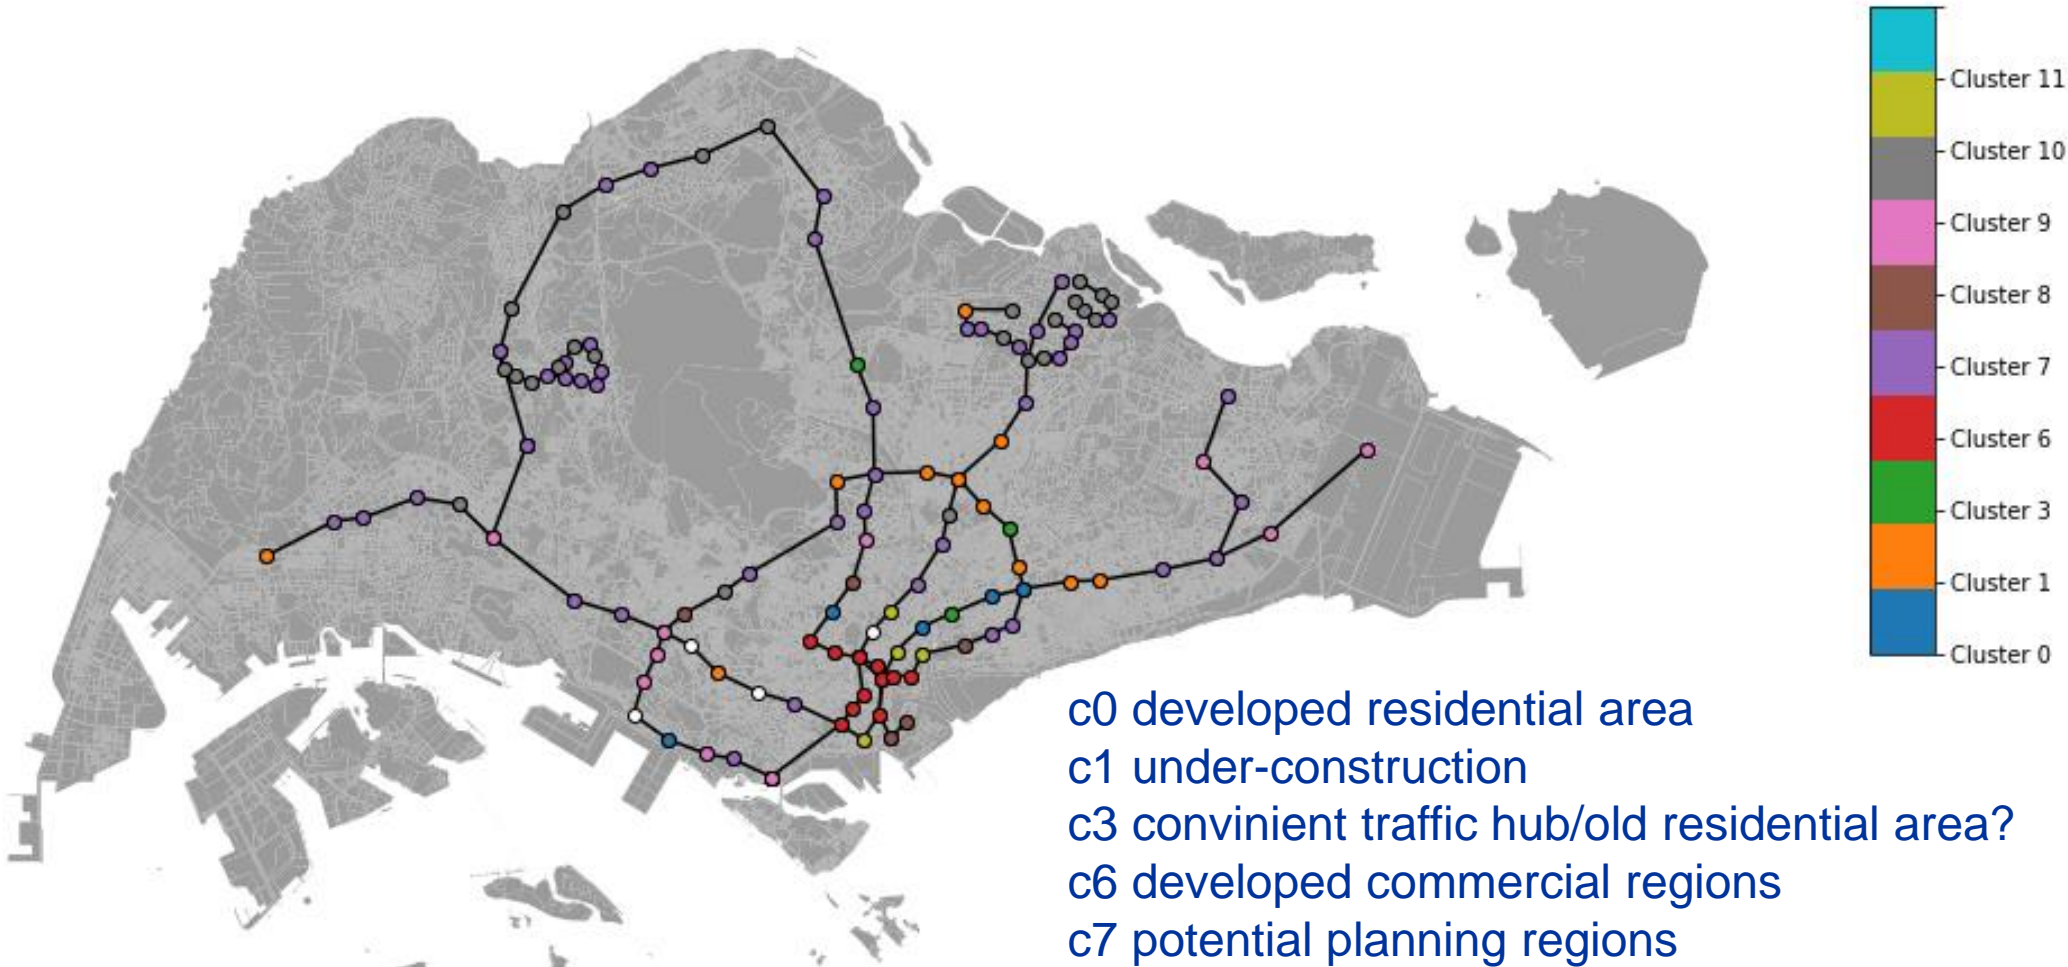 Cluster 11
Cluster 10
Cluster 9
Cluster 8
Cluster 7
Cluster 6
Cluster 3
Cluster 1
Cluster 0
c0 developed residential area
c1 under-construction
c3 convinient traffic hub/old residential area?
c6 developed commercial regions
c7 potential planning regions